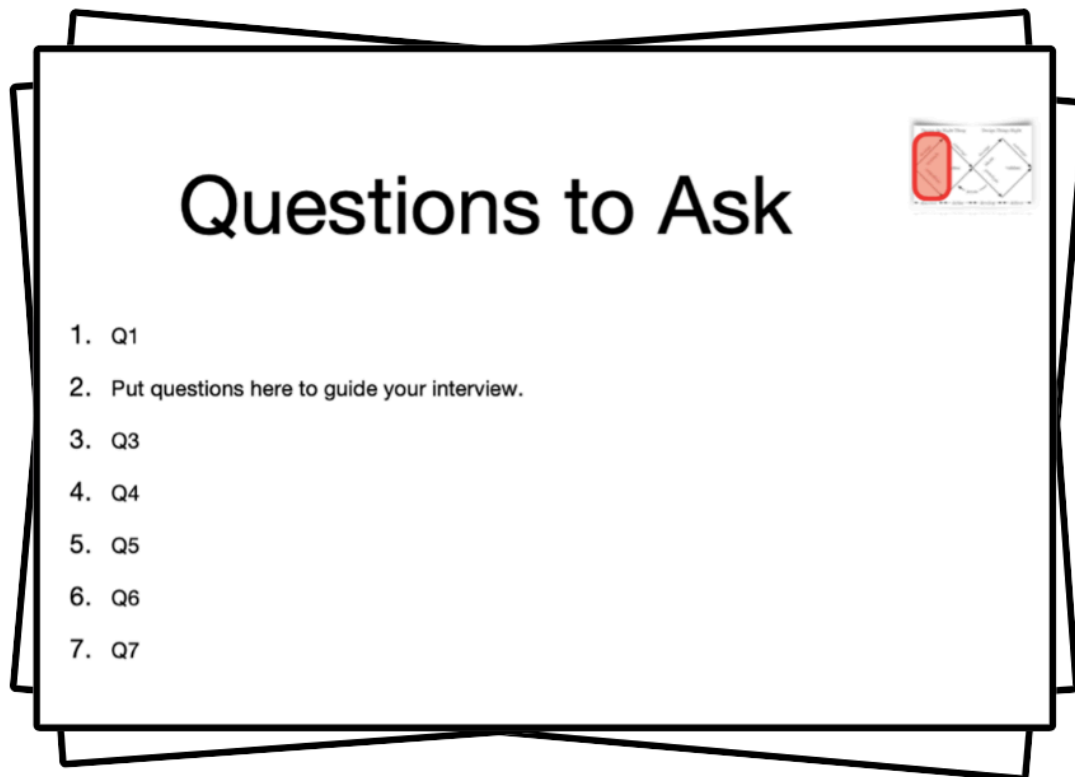 Questions to Ask
1. Q1
2. Put questions here to guide your interview.
3. Q3
4. Q4
5. Q5
6. Q6
7. Q7